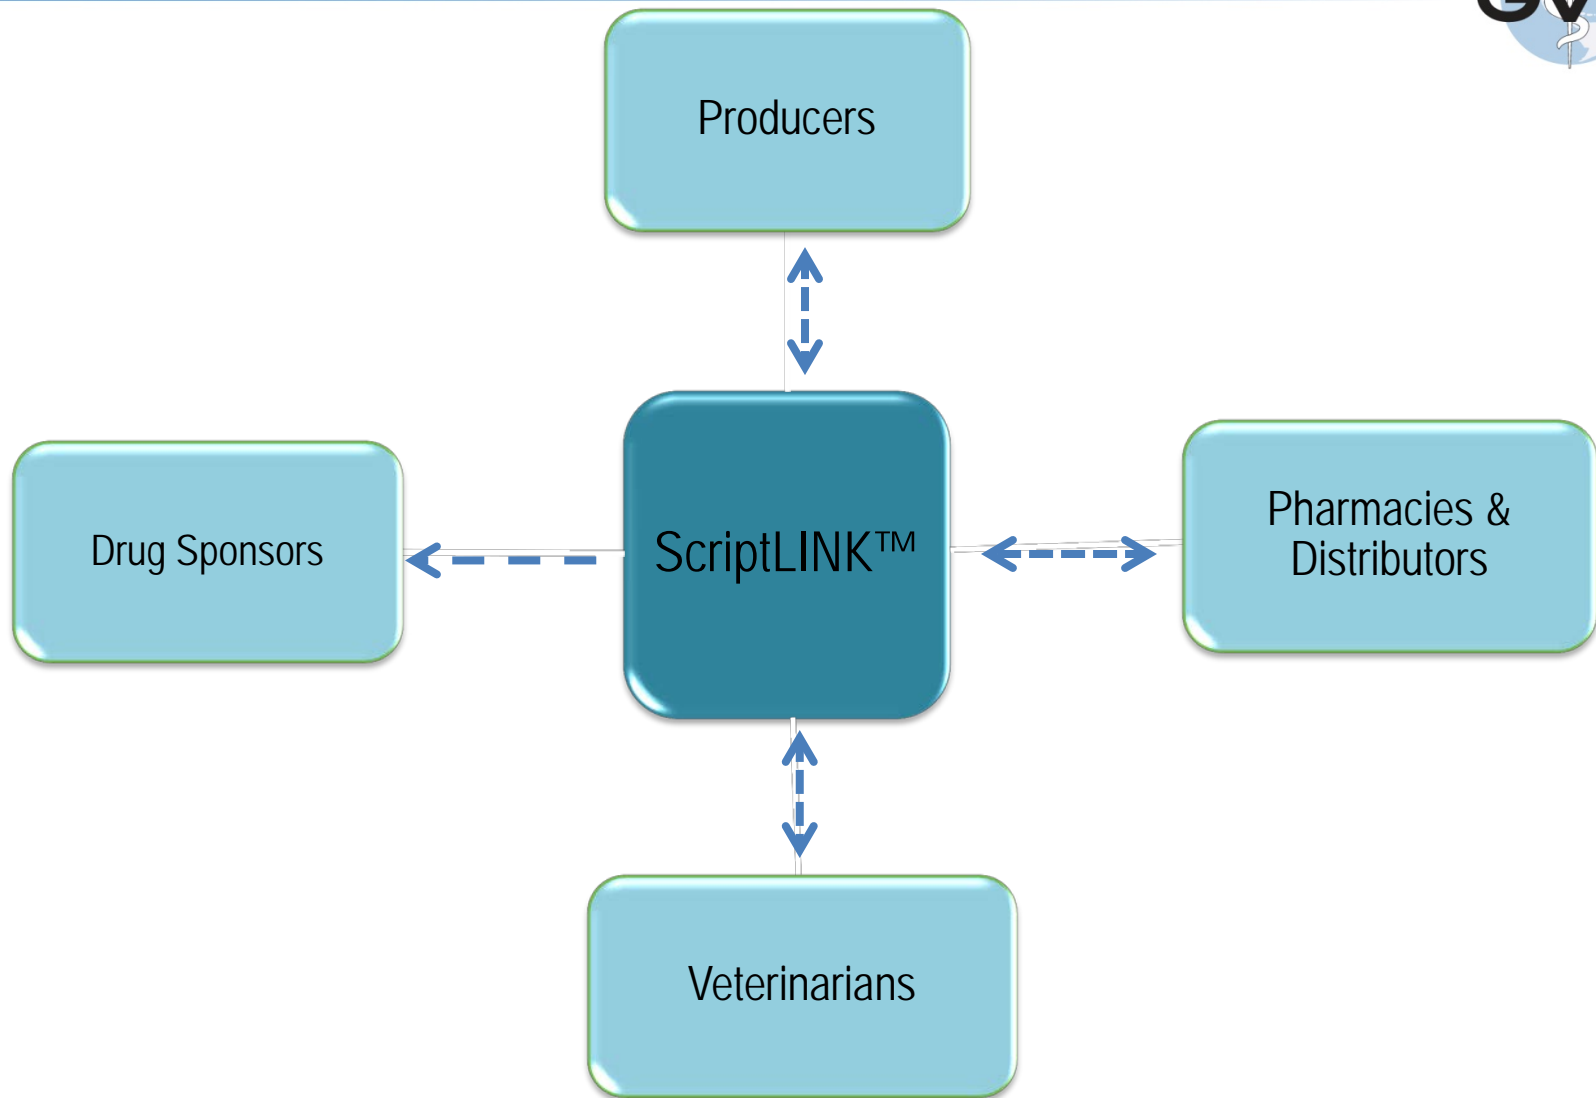 Producers
Drug Sponsors
ScriptLINK™
Pharmacies &
Distributors
Veterinarians